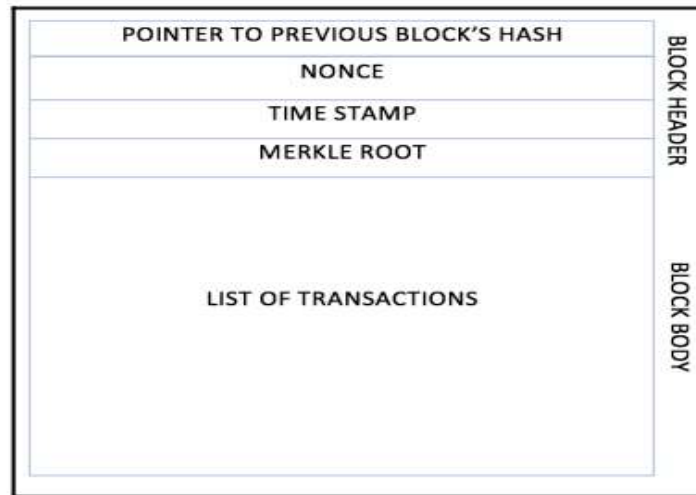 POINTER TO PREVIOUS BLOCK'S HASH
NONCE
TIME STAMP
MERKLE ROOT
BLOCK HEADER
LIST OF TRANSACTIONS
BLOCK BODY